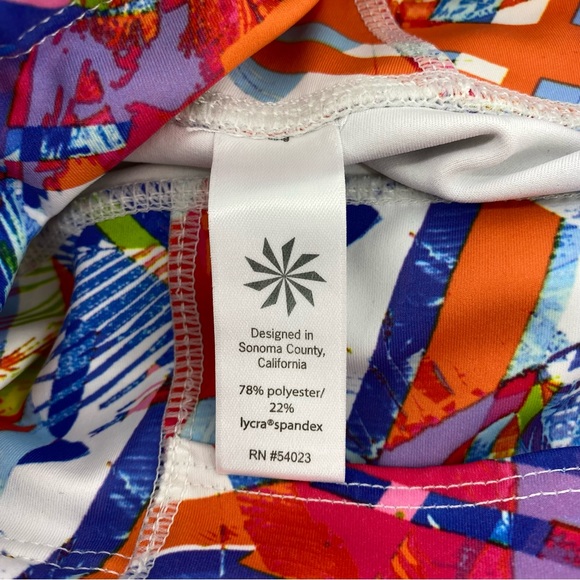 Designed in
Sonoma County,
California
78% polyester/
22%
lycra®spandex
RN #54023